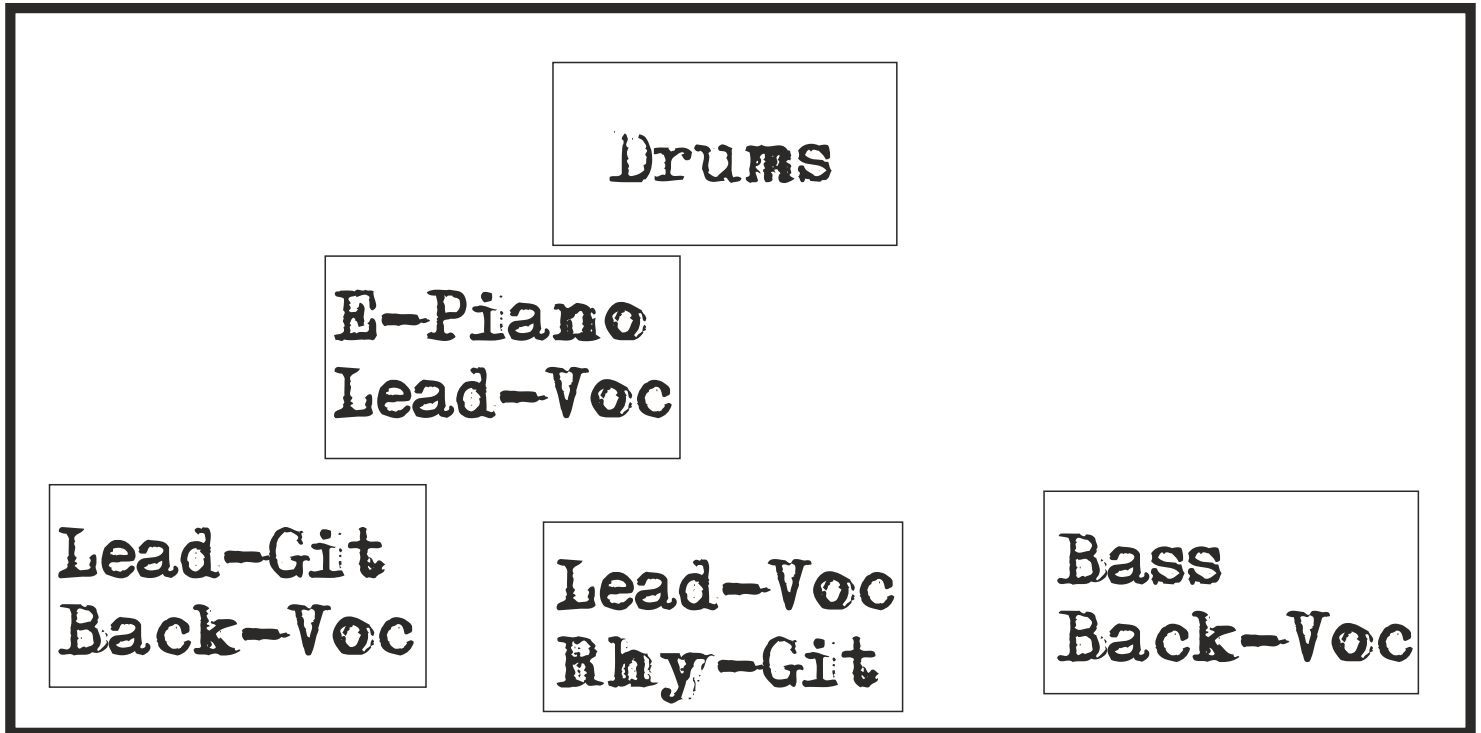 Drums
E-Piano
Lead-Voc
Lead-Git
Back-Voc
Lead-Voc
Rhy-Git
Bass
Back-Voc